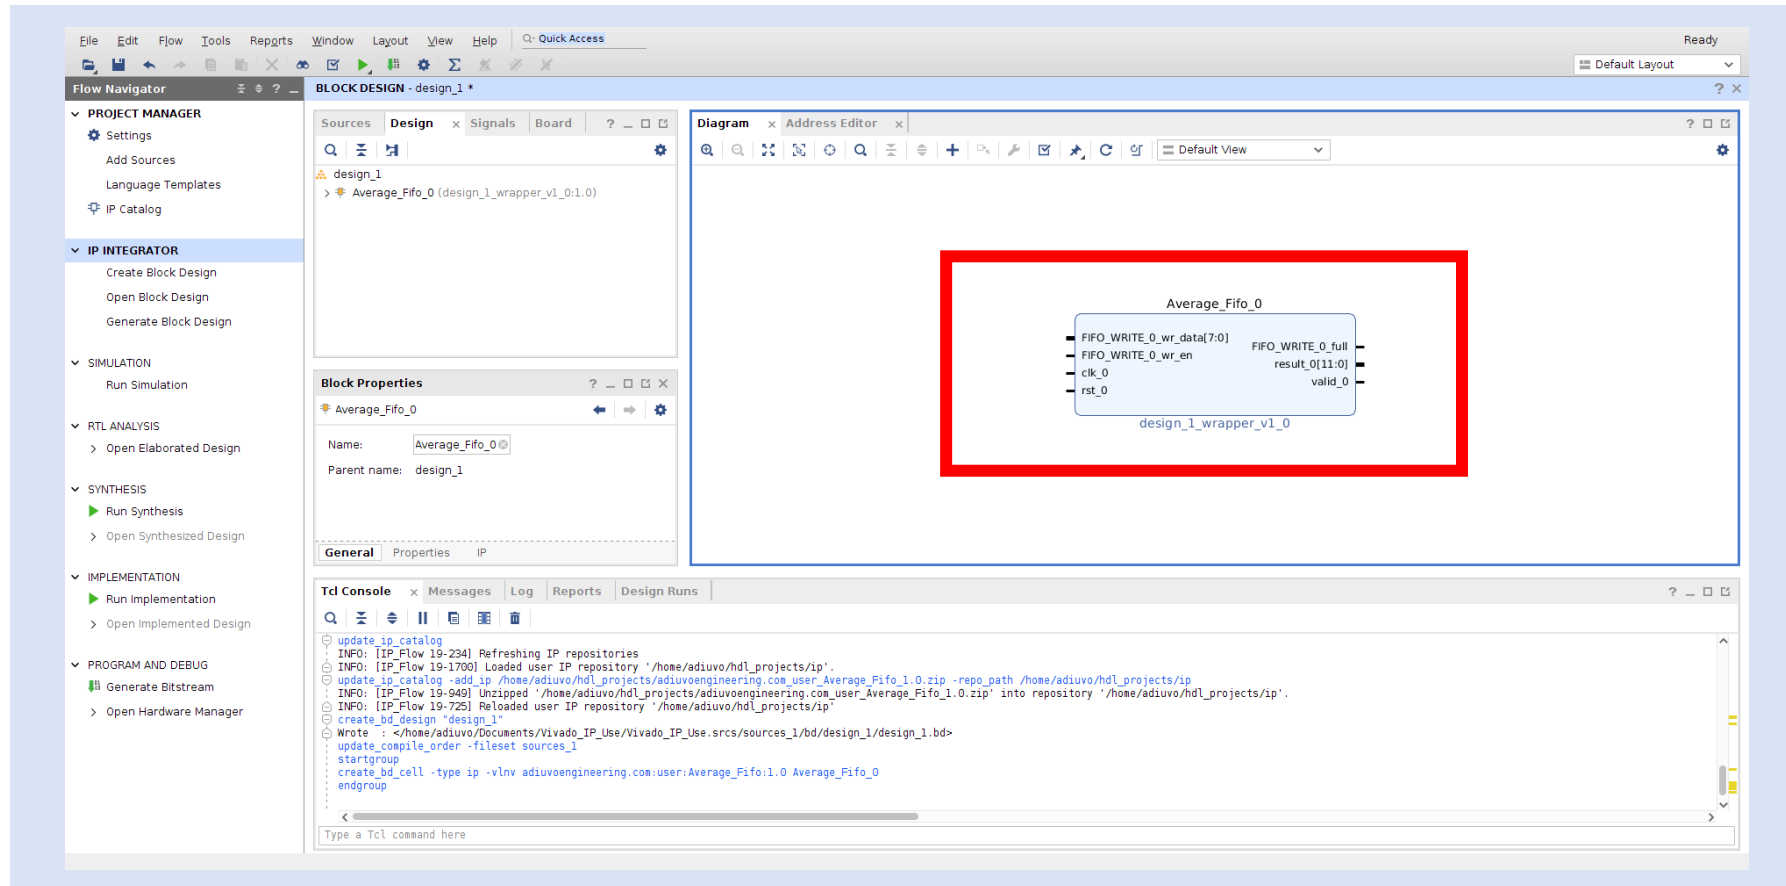 File Edit Flow Tools Reports Window Layout View Help Quick Access Ready
Default Layout
Flow Navigator
PROJECT MANAGER
Settings
Add Sources
Language Templates
IP Catalog
IP INTEGRATOR
Create Block Design
Open Block Design
Generate Block Design
SIMULATION
Run Simulation
RTL ANALYSIS
Open Elaborated Design
SYNTHESIS
Run Synthesis
Open Synthesized Design
IMPLEMENTATION
Run Implementation
Open Implemented Design
PROGRAM AND DEBUG
Generate Bitstream
Open Hardware Manager
BLOCK DESIGN - design_1 *
Sources Design Signals Board
design_1
Average_Fifo_0 (design_1_wrapper_v1_0:1.0)
Block Properties
Average_Fifo_0
Name: Average_Fifo_0
Parent name: design_1
General Properties IP
Diagram Address Editor
Default View
Average_Fifo_0
FIFO_WRITE_0_wr_data[7:0]
FIFO_WRITE_0_wr_en
clk_0
rst_0
FIFO_WRITE_0_full
result_0[11:0]
valid_0
design_1_wrapper_v1_0
Tcl Console Messages Log Reports Design Runs
update_ip_catalog
INFO: [IP_Flow 19-234] Refreshing IP repositories
INFO: [IP_Flow 19-1700] Loaded user IP repository '/home/adiuvo/hdl_projects/ip'.
update_ip_catalog -add_ip /home/adiuvo/hdl_projects/adiuvoengineering.com_user_Average_Fifo_1.0.zip -repo_path /home/adiuvo/hdl_projects/ip
INFO: [IP_Flow 19-949] Unzipped '/home/adiuvo/hdl_projects/adiuvoengineering.com_user_Average_Fifo_1.0.zip' into repository '/home/adiuvo/hdl_projects/ip'.
INFO: [IP_Flow 19-725] Reloaded user IP repository '/home/adiuvo/hdl_projects/ip'
create_bd_design "design_1"
Wrote : </home/adiuvo/Documents/Vivado_IP_Use/Vivado_IP_Use.srcs/sources_1/bd/design_1/design_1.bd>
update_compile_order -fileset sources_1
startgroup
create_bd_cell -type ip -vlnv adiuvoengineering.com:user:Average_Fifo:1.0 Average_Fifo_0
endgroup
Type a Tcl command here